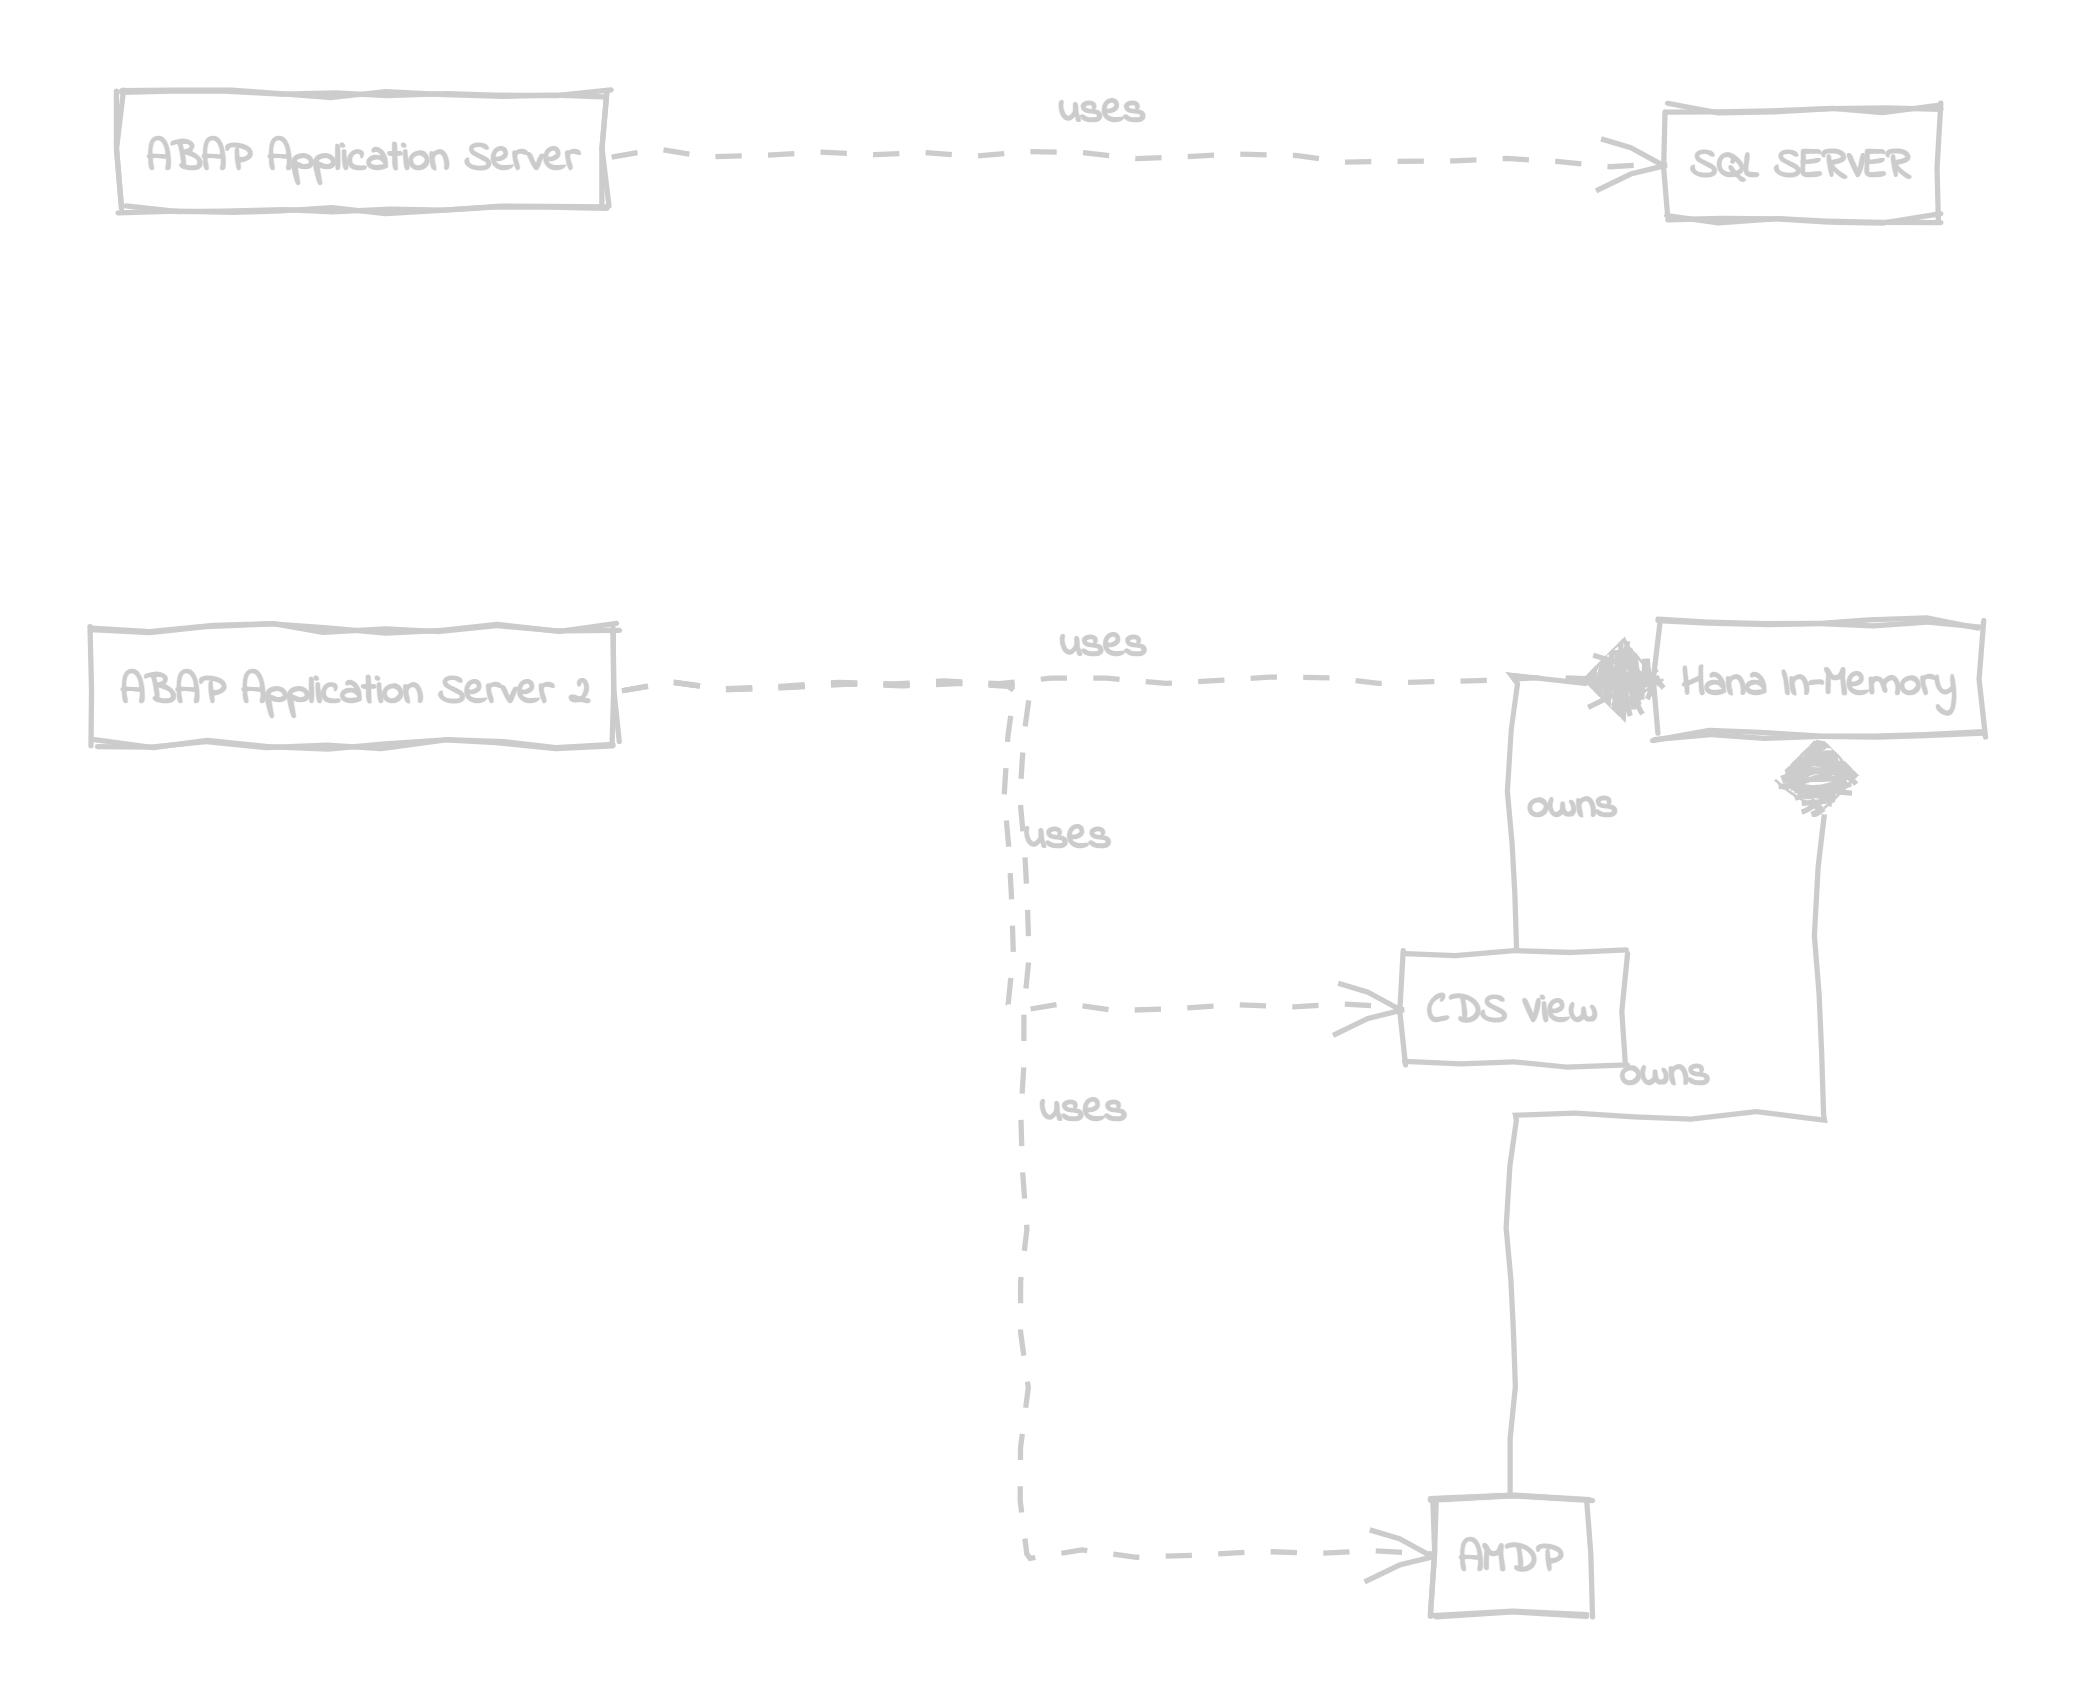 uses
ABAP Application Server
SQL SERVER
uses
ABAP Application Server 2
Hana In-Memory
owns
uses
CDS View
owns
uses
AMDP